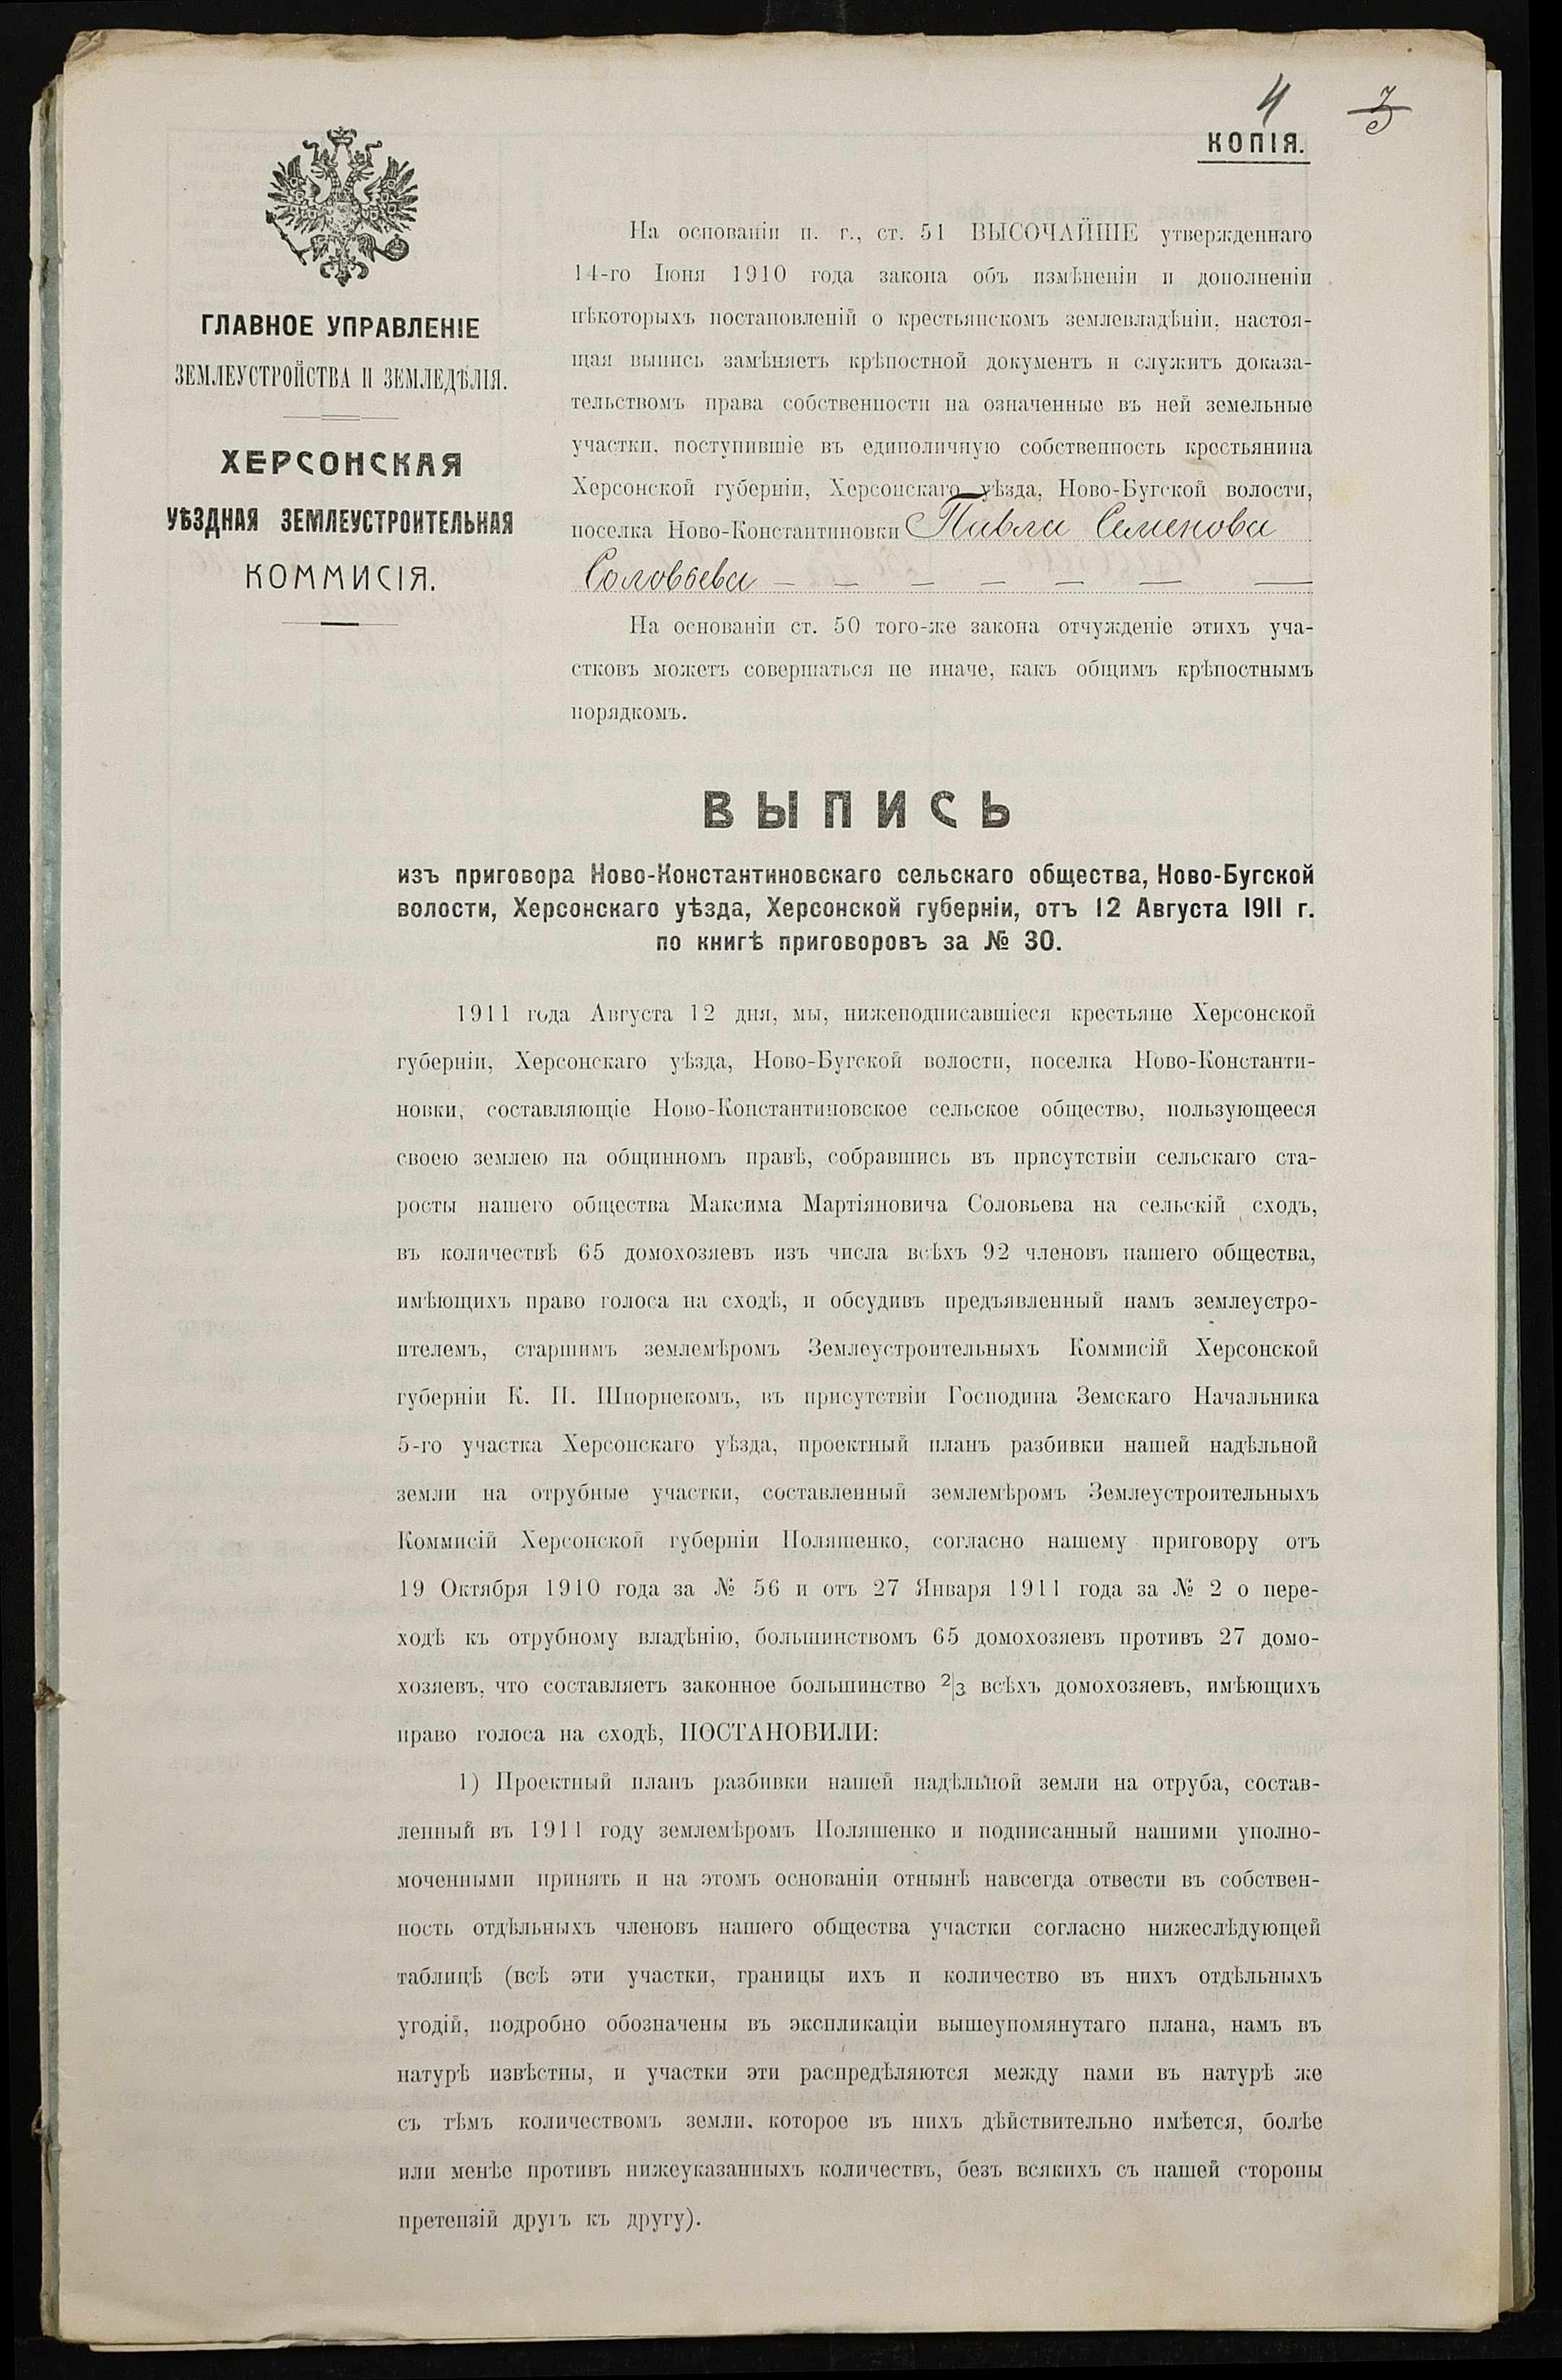 4
КОПІЯ.
ГЛАВНОЕ УПРАВЛЕНІЕ
ЗЕМЛЕУСТРОЙСТВА И ЗЕМЛЕДѢЛІЯ.
ХЕРСОНСКАЯ
УѢЗДНАЯ ЗЕМЛЕУСТРОИТЕЛЬНАЯ
КОММИСІЯ.
На основаніи п. г., ст. 51 ВЫСОЧАЙШЕ утвержденнаго
14-го Іюня 1910 года закона объ измѣненіи и дополненіи
нѣкоторыхъ постановленій о крестьянскомъ землевладѣніи, настоя-
щая выпись замѣняетъ крѣпостной документъ и служитъ доказа-
тельствомъ права собственности на означенные въ ней земельные
участки, поступившіе въ единоличную собственность крестьянина
Херсонской губерніи, Херсонскаго уѣзда, Ново-Бугской волости,
поселка Ново-Константиновки Павла Семенова
Соловьева — — — — — — —
На основаніи ст. 50 того-же закона отчужденіе этихъ уча-
стковъ можетъ совершаться не иначе, какъ общимъ крѣпостнымъ
порядкомъ.
ВЫПИСЬ
изъ приговора Ново-Константиновскаго сельскаго общества, Ново-Бугской
волости, Херсонскаго уѣзда, Херсонской губерніи, отъ 12 Августа 1911 г.
по книгѣ приговоровъ за № 30.
1911 года Августа 12 дня, мы, нижеподписавшіеся крестьяне Херсонской
губерніи, Херсонскаго уѣзда, Ново-Бугской волости, поселка Ново-Константи-
новки, составляющіе Ново-Константиновское сельское общество, пользующееся
своею землею на общинномъ правѣ, собравшись въ присутствіи сельскаго ста-
росты нашего общества Максима Мартіяновича Соловьева на сельскій сходъ,
въ количествѣ 65 домохозяевъ изъ числа всѣхъ 92 членовъ нашего общества,
имѣющихъ право голоса на сходѣ, и обсудивъ предъявленный намъ землеустро-
ителемъ, старшимъ землемѣромъ Землеустроительныхъ Коммисій Херсонской
губерніи К. П. Шпорнекомъ, въ присутствіи Господина Земскаго Начальника
5-го участка Херсонскаго уѣзда, проектный планъ разбивки нашей надѣльной
земли на отрубные участки, составленный землемѣромъ Землеустроительныхъ
Коммисій Херсонской губерніи Поляшенко, согласно нашему приговору отъ
19 Октября 1910 года за № 56 и отъ 27 Января 1911 года за № 2 о пере-
ходѣ къ отрубному владѣнію, большинствомъ 65 домохозяевъ противъ 27 домо-
хозяевъ, что составляетъ законное большинство 2/3 всѣхъ домохозяевъ, имѣющихъ
право голоса на сходѣ, ПОСТАНОВИЛИ:
1) Проектный планъ разбивки нашей надѣльной земли на отруба, состав-
ленный въ 1911 году землемѣромъ Поляшенко и подписанный нашими уполно-
моченными принять и на этомъ основаніи отнынѣ навсегда отвести въ собствен-
ность отдѣльныхъ членовъ нашего общества участки согласно нижеслѣдующей
таблицѣ (всѣ эти участки, границы ихъ и количество въ нихъ отдѣльныхъ
угодій, подробно обозначены въ экспликаціи вышеупомянутаго плана, намъ въ
натурѣ извѣстны, и участки эти распредѣляются между нами въ натурѣ же
съ тѣмъ количествомъ земли, которое въ нихъ дѣйствительно имѣется, болѣе
или менѣе противъ нижеуказанныхъ количествъ, безъ всякихъ съ нашей стороны
претензій другъ къ другу).